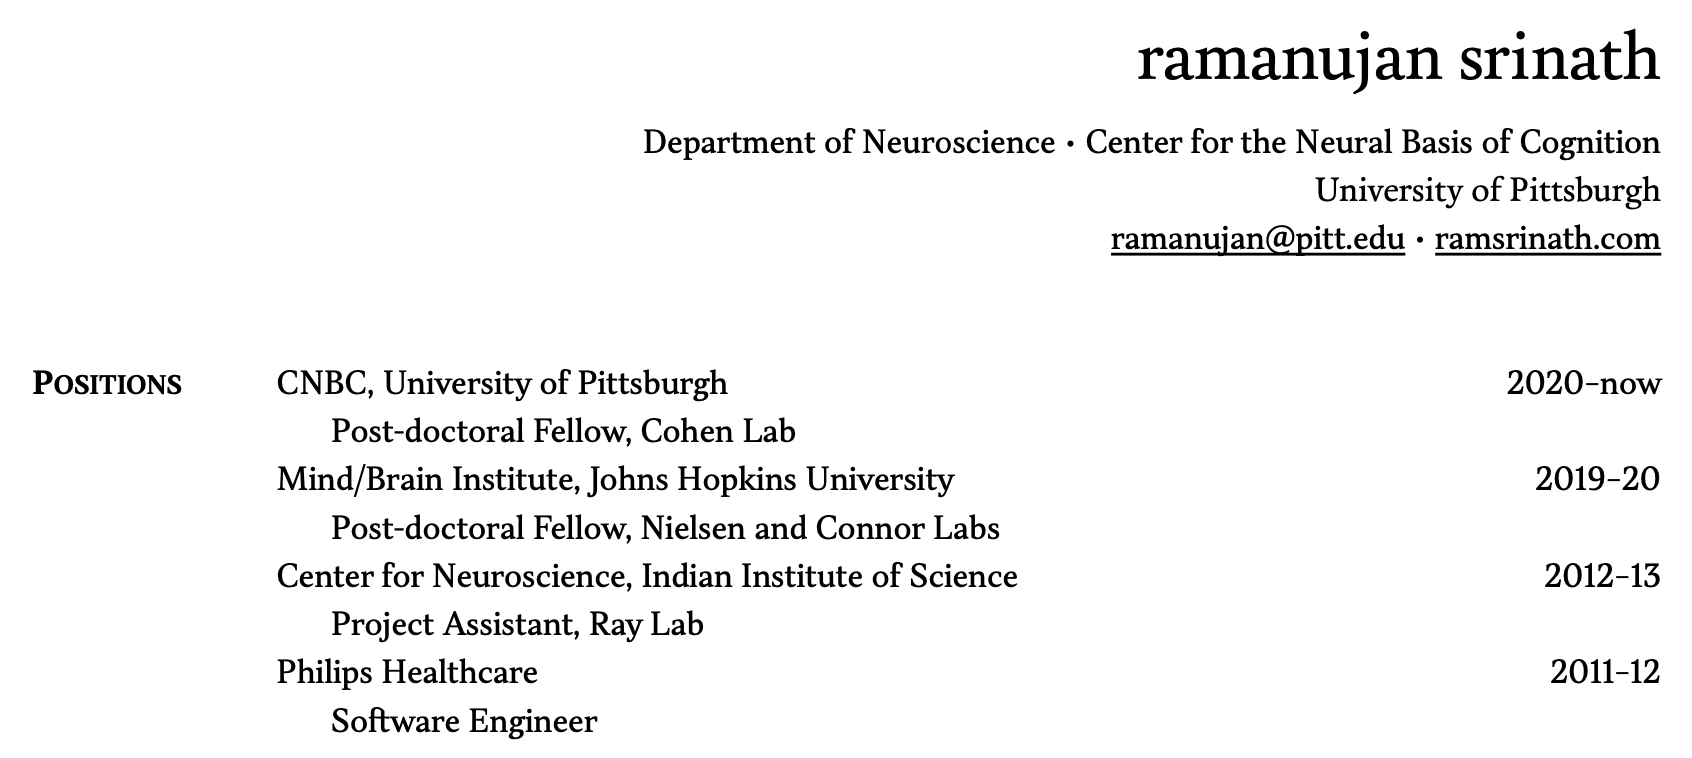 ramanujan srinath
Department of Neuroscience • Center for the Neural Basis of Cognition
University of Pittsburgh
ramanujan@pitt.edu • ramsrinath.com
POSITIONS CNBC, University of Pittsburgh 2020–now
Post-doctoral Fellow, Cohen Lab
Mind/Brain Institute, Johns Hopkins University 2019–20
Post-doctoral Fellow, Nielsen and Connor Labs
Center for Neuroscience, Indian Institute of Science 2012–13
Project Assistant, Ray Lab
Philips Healthcare 2011–12
Software Engineer